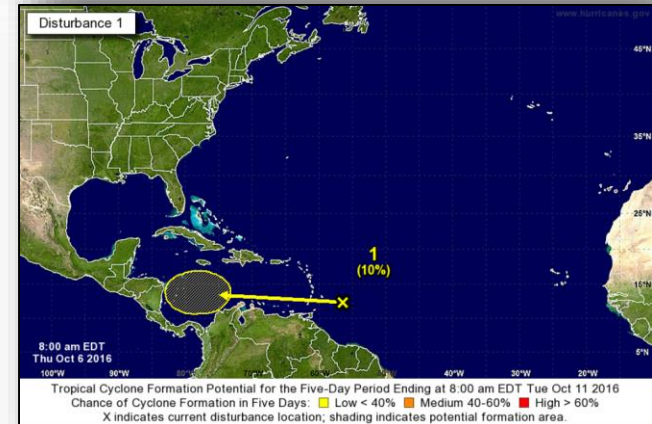 Disturbance 1
www.hurricanes.gov
45°N
35°N
25°N
1
(10%)
15°N
X
8:00 am EDT
Thu Oct 6 2016
5°N
100°W 90°W 80°W 70°W 60°W 50°W 40°W 30°W 20°W
Tropical Cyclone Formation Potential for the Five-Day Period Ending at 8:00 am EDT Tue Oct 11 2016
Chance of Cyclone Formation in Five Days: Low < 40% Medium 40-60% High > 60%
X indicates current disturbance location; shading indicates potential formation area.